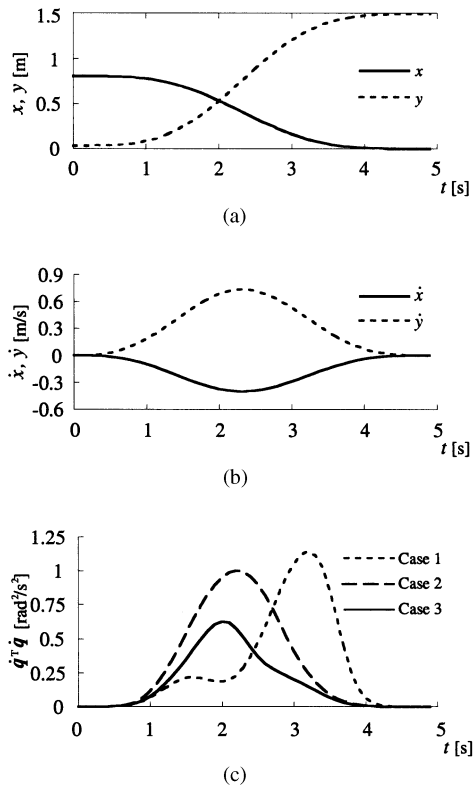 1.5
1
0.5
0
x, y [m]
x
y
0 1 2 3 4 5
t [s]
(a)
0.9
0.6
0.3
0
-0.3
-0.6
ẋ, ẏ [m/s]
ẋ
ẏ
1 2 3 4 5
t [s]
(b)
1.25
1
0.75
0.5
0.25
0
q̇ᵀq̇ [rad²/s²]
Case 1
Case 2
Case 3
0 1 2 3 4 5
t [s]
(c)